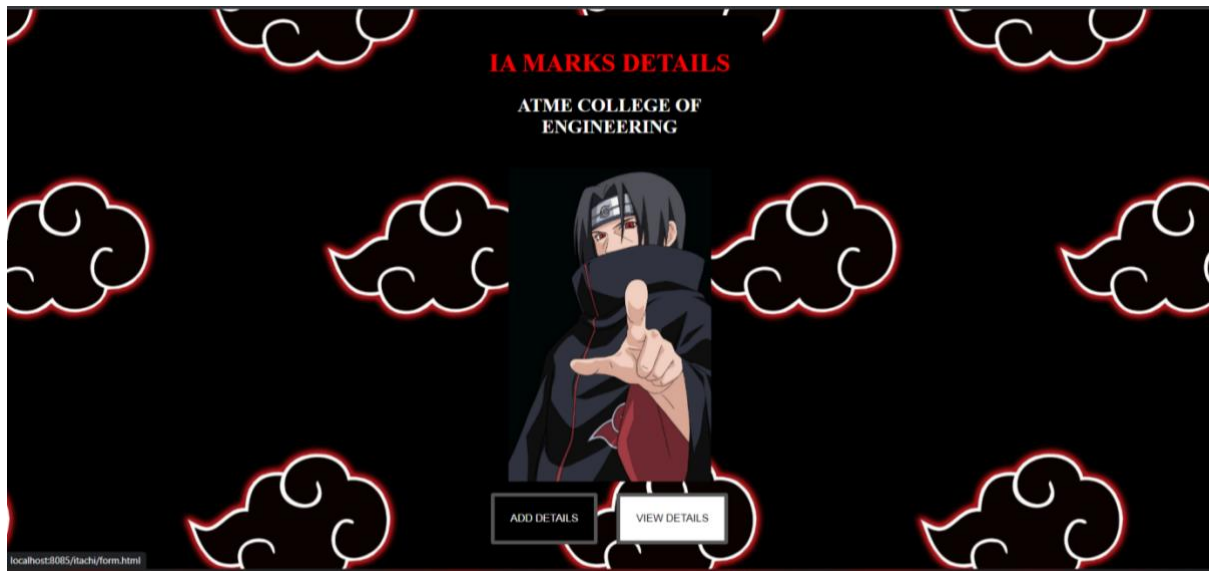 IA MARKS DETAILS
ATME COLLEGE OF
ENGINEERING
ADD DETAILS
VIEW DETAILS
localhost:8085/itachi/form.html